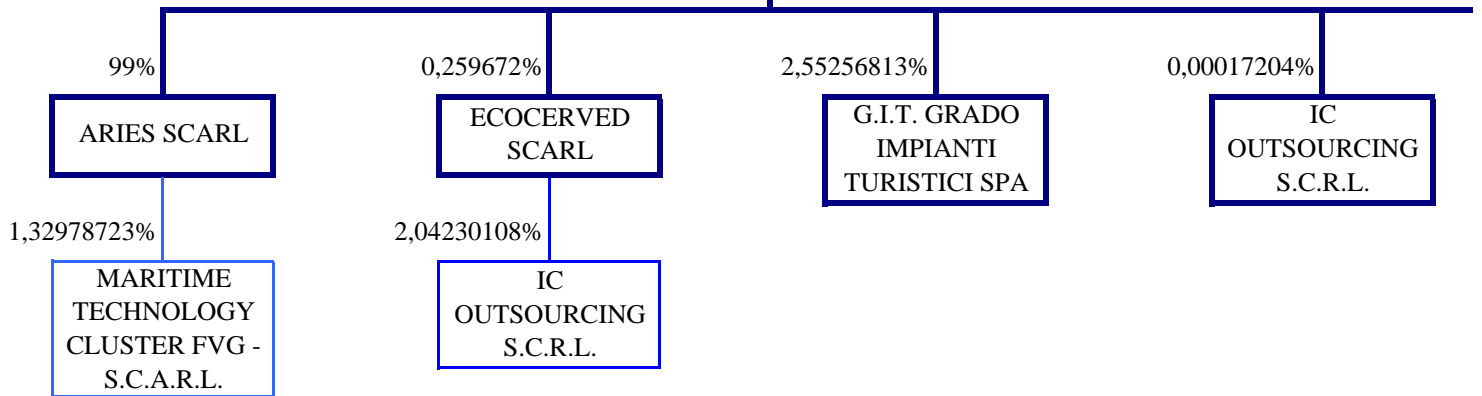 99%
0,259672%
2,55256813%
0,00017204%
ARIES SCARL
ECOCERVED
SCARL
G.I.T. GRADO
IMPIANTI
TURISTICI SPA
IC
OUTSOURCING
S.C.R.L.
1,32978723%
2,04230108%
MARITIME
TECHNOLOGY
CLUSTER FVG -
S.C.A.R.L.
IC
OUTSOURCING
S.C.R.L.